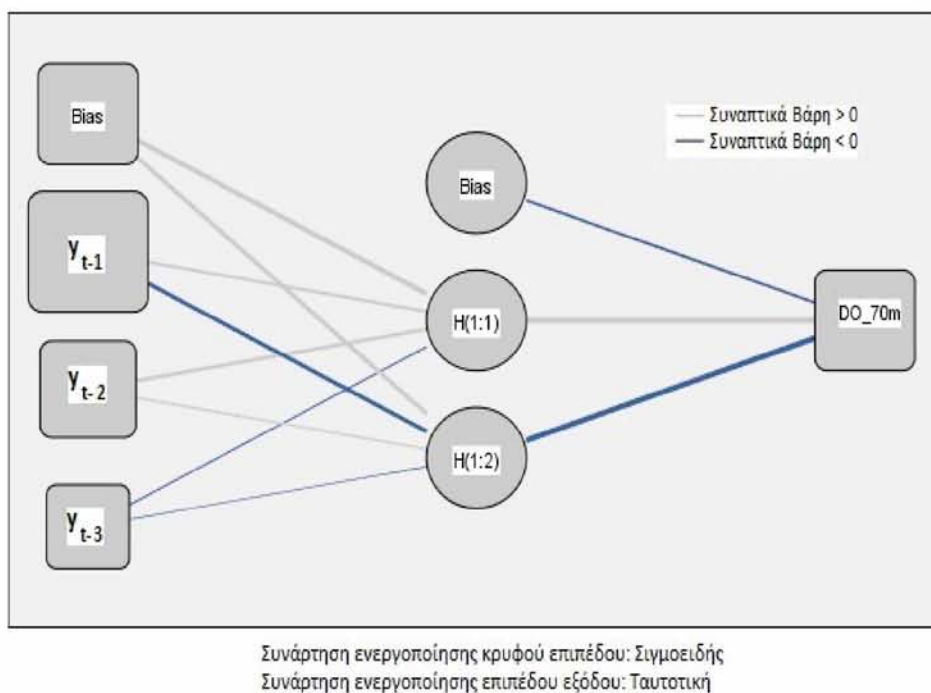 Bias
y t-1
y t-2
y t-3
Bias
H(1:1)
H(1:2)
DO_70m
Συναπτικά Βάρη > 0
Συναπτικά Βάρη < 0
Συνάρτηση ενεργοποίησης κρυφού επιπέδου: Σιγμοειδής
Συνάρτηση ενεργοποίησης επιπέδου εξόδου: Ταυτοτική